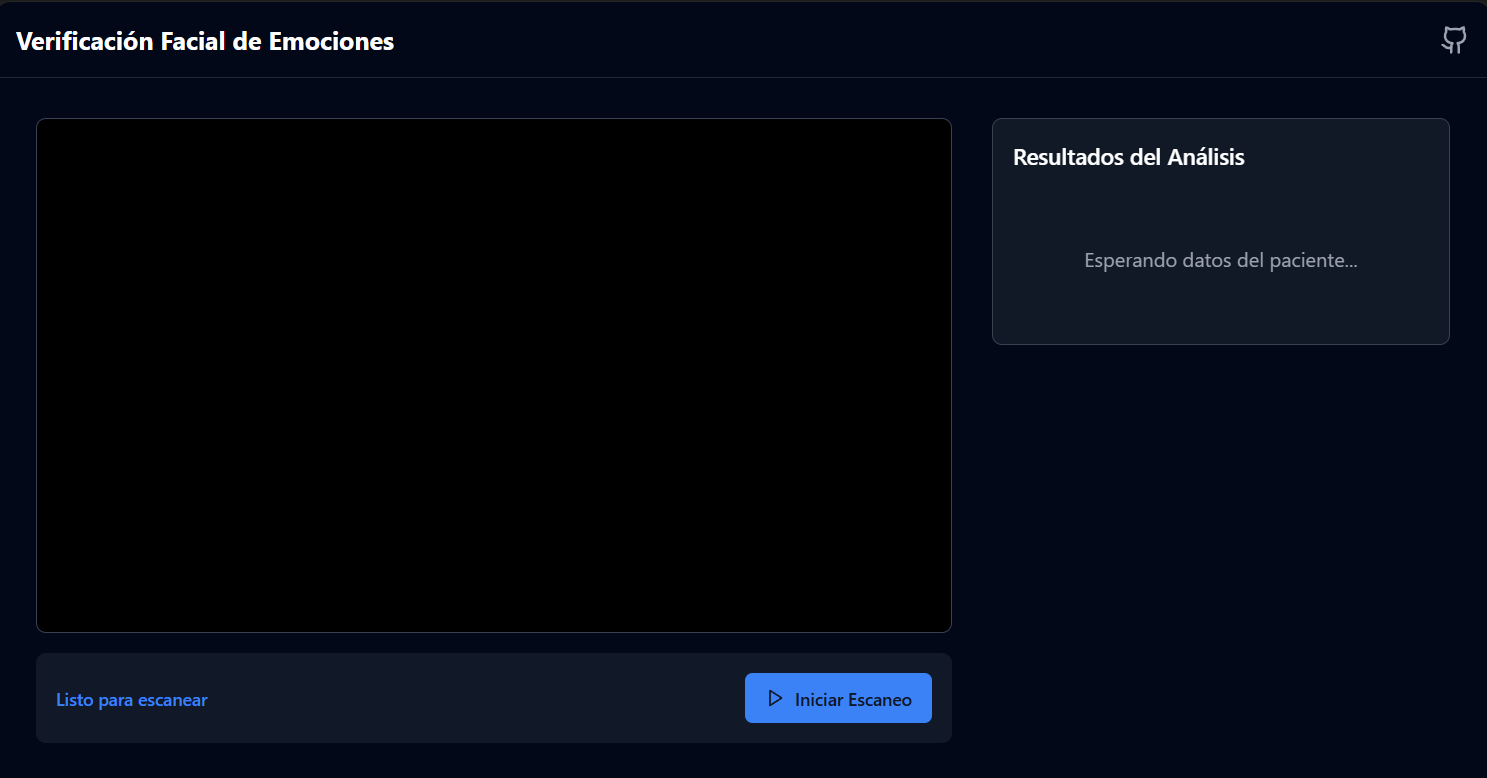 Verificación Facial de Emociones
Resultados del Análisis
Esperando datos del paciente...
Listo para escanear
Iniciar Escaneo